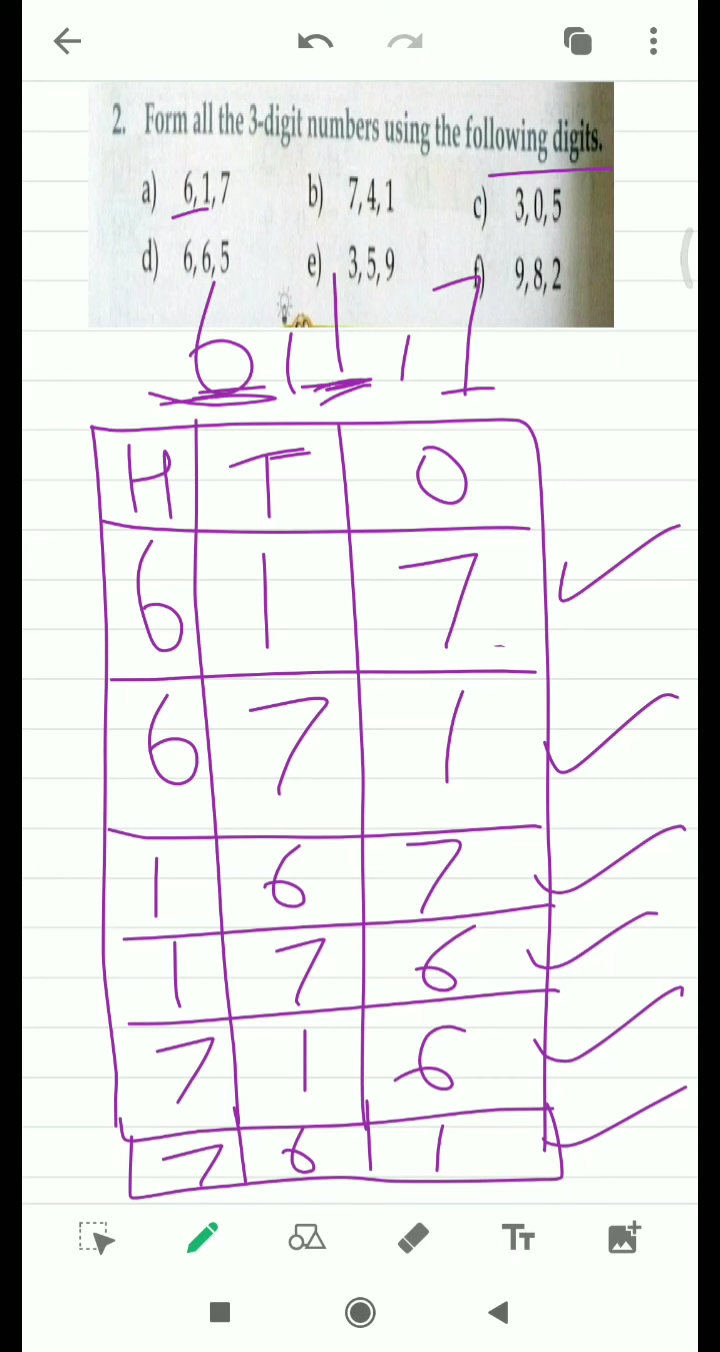 2. Form all the 3-digit numbers using the following digits.
a) 6,1,7 b) 7,4,1 c) 3,0,5
d) 6,6,5 e) 3,5,9 f) 9,8,2
6 , 1 , 7
H T O
6 1 7
6 7 1
1 6 7
1 7 6
7 1 6
7 6 1
TT